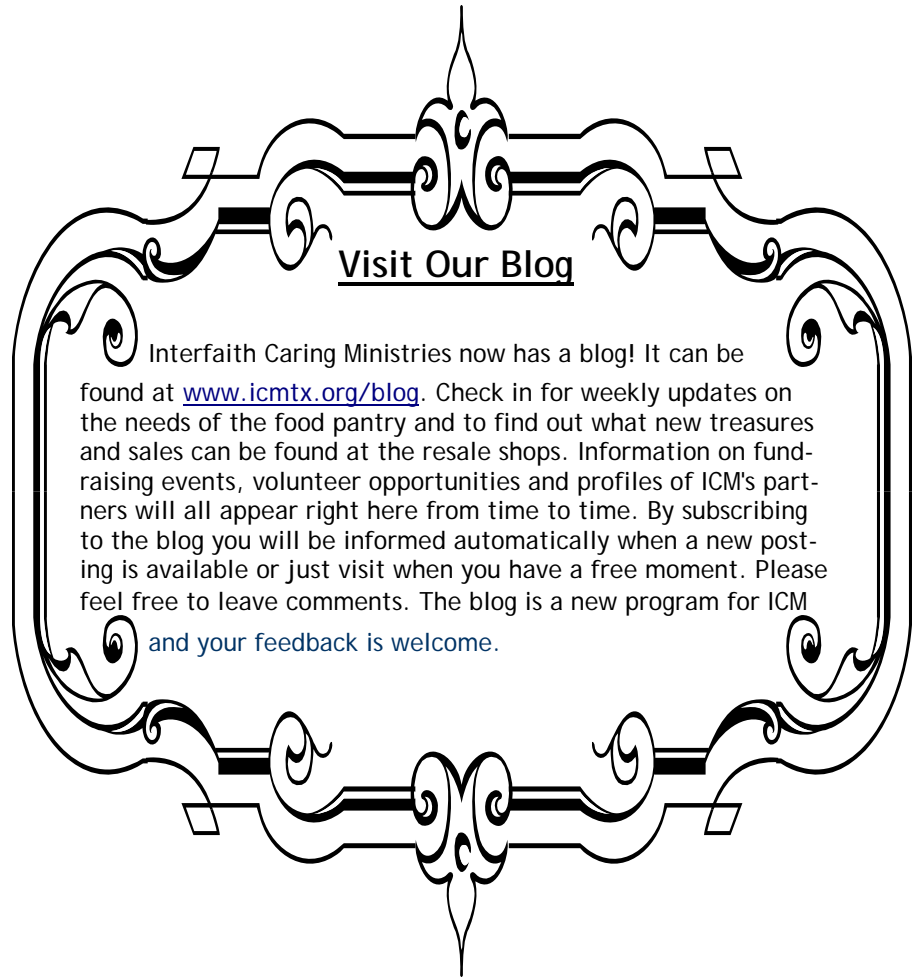 Visit Our Blog
Interfaith Caring Ministries now has a blog! It can be
found at www.icmtx.org/blog. Check in for weekly updates on
the needs of the food pantry and to find out what new treasures
and sales can be found at the resale shops. Information on fund-
raising events, volunteer opportunities and profiles of ICM's part-
ners will all appear right here from time to time. By subscribing
to the blog you will be informed automatically when a new post-
ing is available or just visit when you have a free moment. Please
feel free to leave comments. The blog is a new program for ICM
and your feedback is welcome.